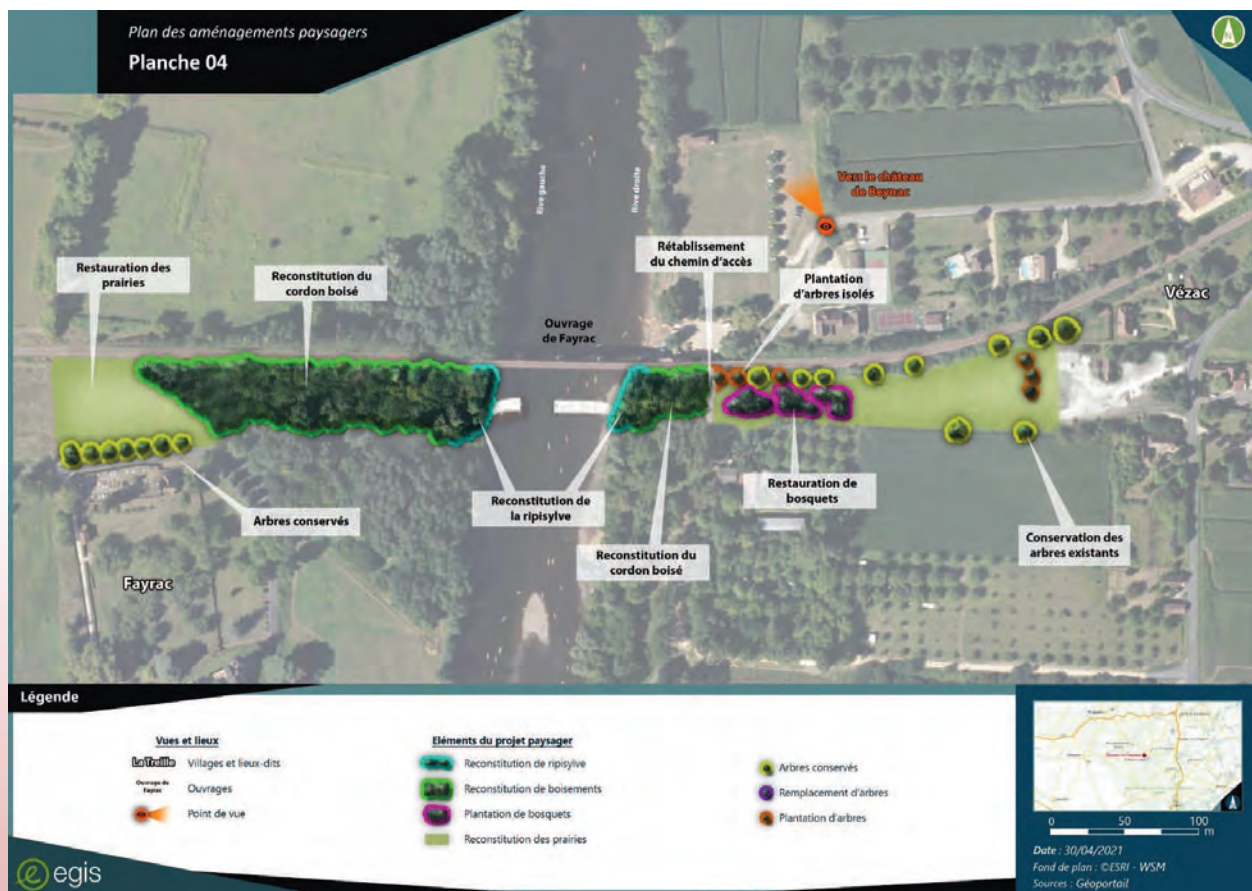 Plan des aménagements paysagers
Planche 04
Rive gauche
Rive droite
Vers le château
de Beynac
Restauration des
prairies
Reconstitution du
cordon boisé
Ouvrage
de Fayrac
Rétablissement
du chemin d'accès
Plantation
d'arbres isolés
Vézac
Arbres conservés
Reconstitution de
la ripisylve
Reconstitution du
cordon boisé
Restauration de
bosquets
Conservation des
arbres existants
Fayrac
Légende
Vues et lieux
La Treille
Villages et lieux-dits
Ouvrage de
Fayrac
Ouvrages
Point de vue
Eléments du projet paysager
Reconstitution de ripisylve
Reconstitution de boisements
Plantation de bosquets
Reconstitution des prairies
Arbres conservés
Remplacement d'arbres
Plantation d'arbres
0 50 100
m
Date : 30/04/2021
Fond de plan : ©ESRI - WSM
Sources : Géoportail
egis